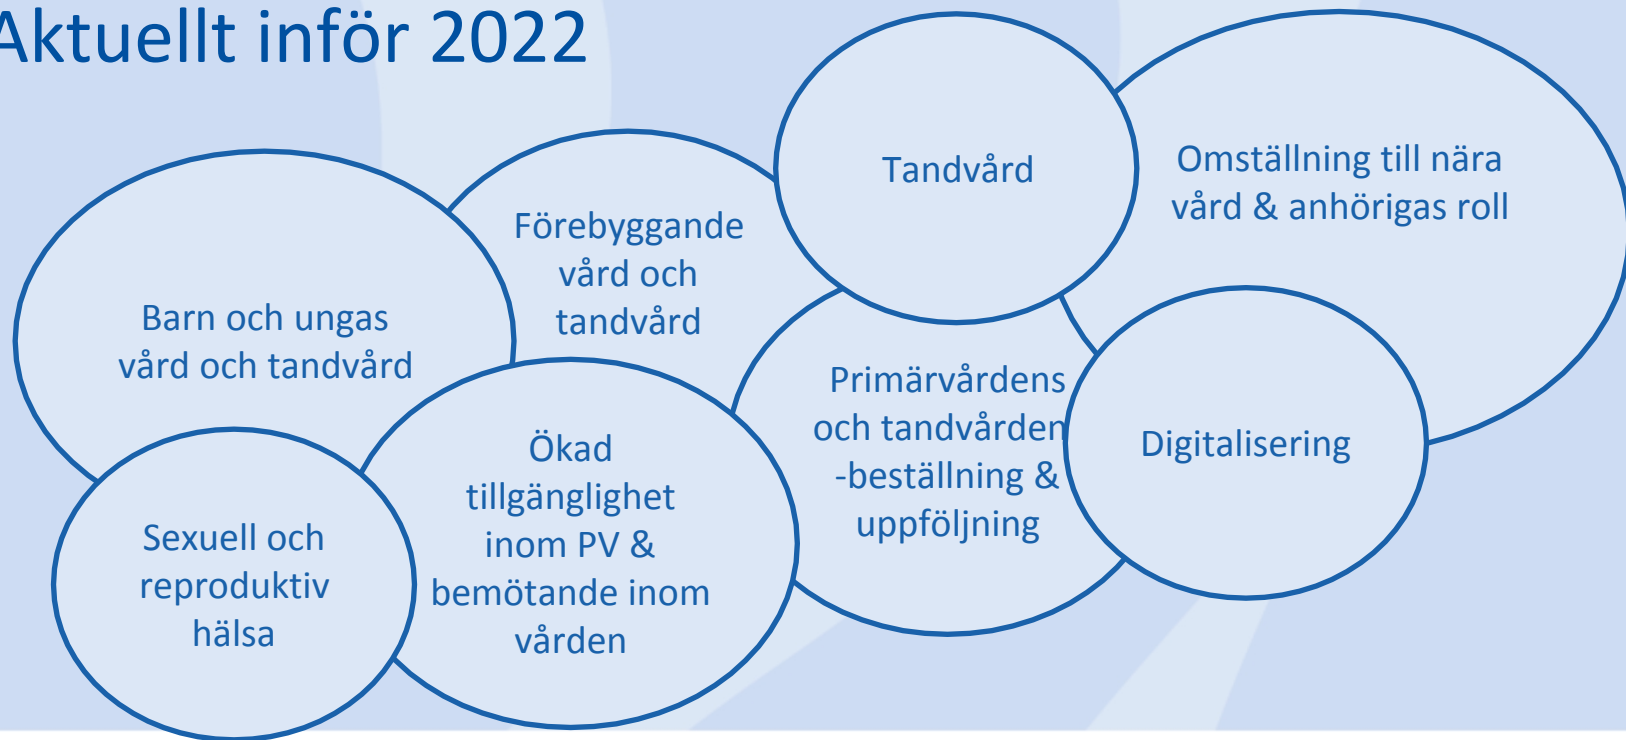 Aktuellt inför 2022
Barn och ungas
vård och tandvård
Förebyggande
vård och
tandvård
Tandvård
Omställning till nära
vård & anhörigas roll
Sexuell och
reproduktiv
hälsa
Ökad
tillgänglighet
inom PV &
bemötande inom
vården
Primärvårdens
och tandvården
-beställning &
uppföljning
Digitalisering